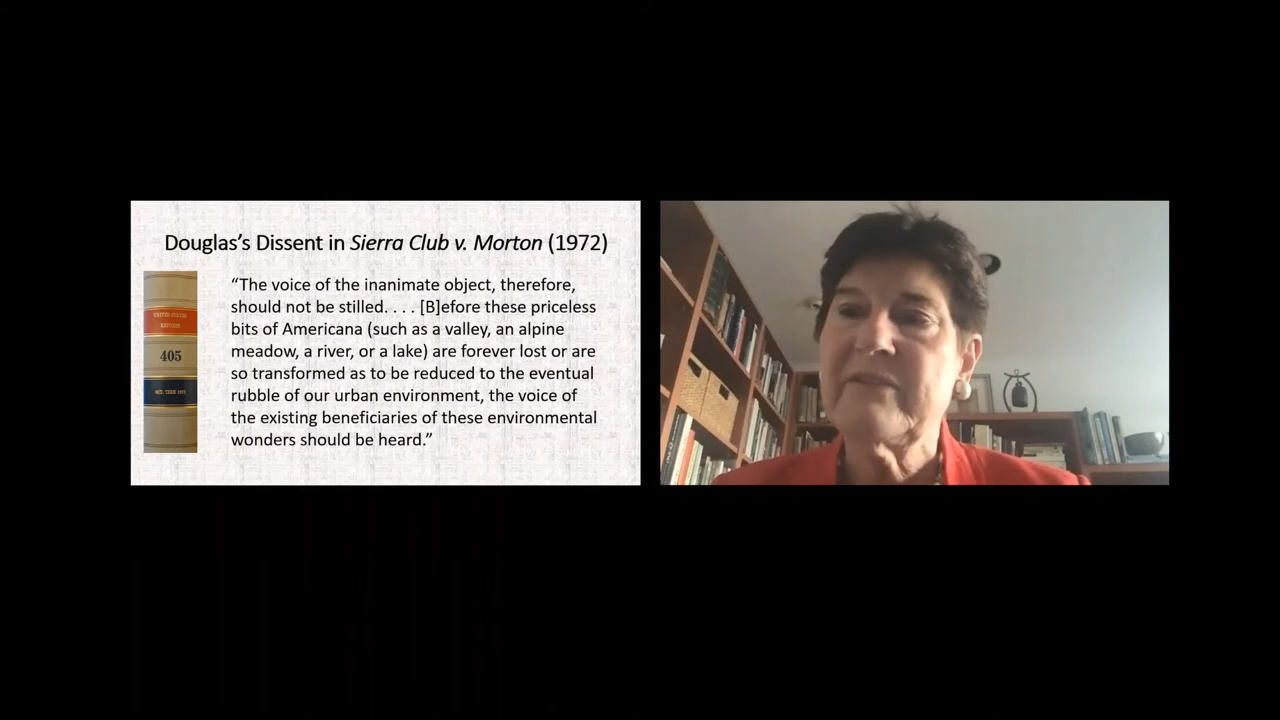 Douglas’s Dissent in Sierra Club v. Morton (1972)
“The voice of the inanimate object, therefore,
should not be stilled. . . . [B]efore these priceless
bits of Americana (such as a valley, an alpine
meadow, a river, or a lake) are forever lost or are
so transformed as to be reduced to the eventual
rubble of our urban environment, the voice of
the existing beneficiaries of these environmental
wonders should be heard.”
UNITED STATES
REPORTS
405
OCT. TERM 1971